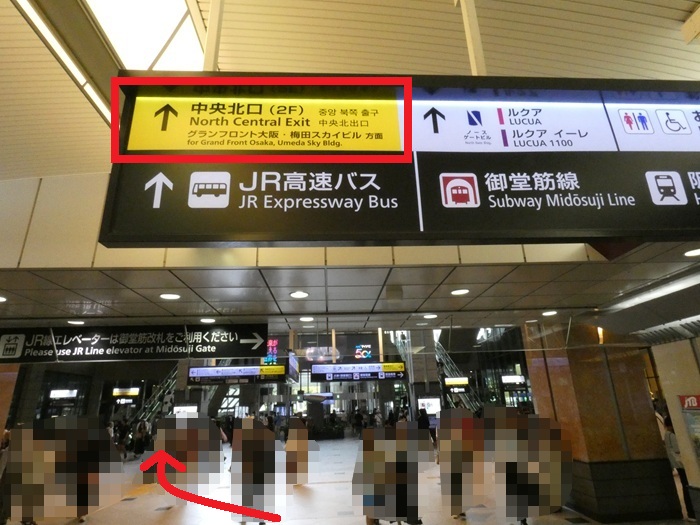 中央北口（2F） 중앙 북쪽 출구
North Central Exit 中央北出口
グランフロント大阪・梅田スカイビル 方面
for Grand Front Osaka, Umeda Sky Bldg.
ノース
ゲートビル
ルクア
LUCUA
ルクア イーレ
LUCUA 1100
JR高速バス
JR Expressway Bus
御堂筋線
Subway Midōsuji Line
JR線エレベーターは御堂筋改札をご利用ください
Please use JR Line elevator at Midōsuji Gate
JTB